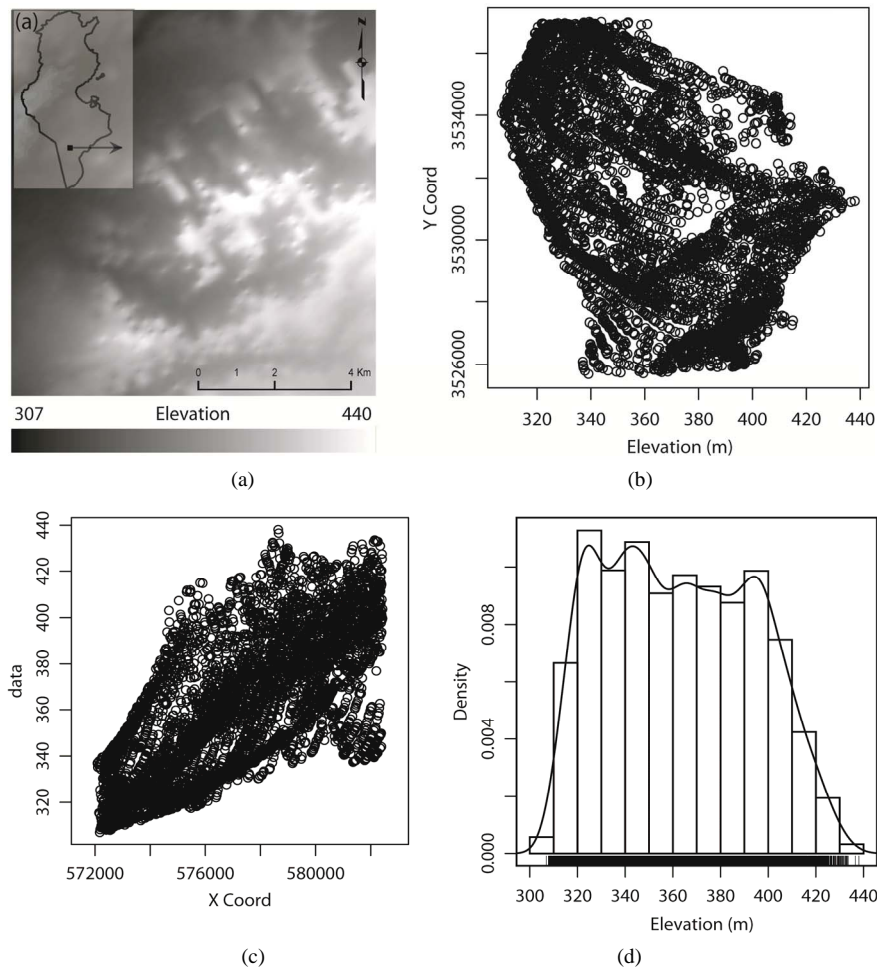 (a)
N
0 1 2 4 Km
307 Elevation 440
(a)
Y Coord
3534000
3530000
3526000
320 340 360 380 400 420 440
Elevation (m)
(b)
data
440
420
400
380
360
340
320
572000 576000 580000
X Coord
(c)
Density
0.008
0.004
0.000
300 320 340 360 380 400 420 440
Elevation (m)
(d)